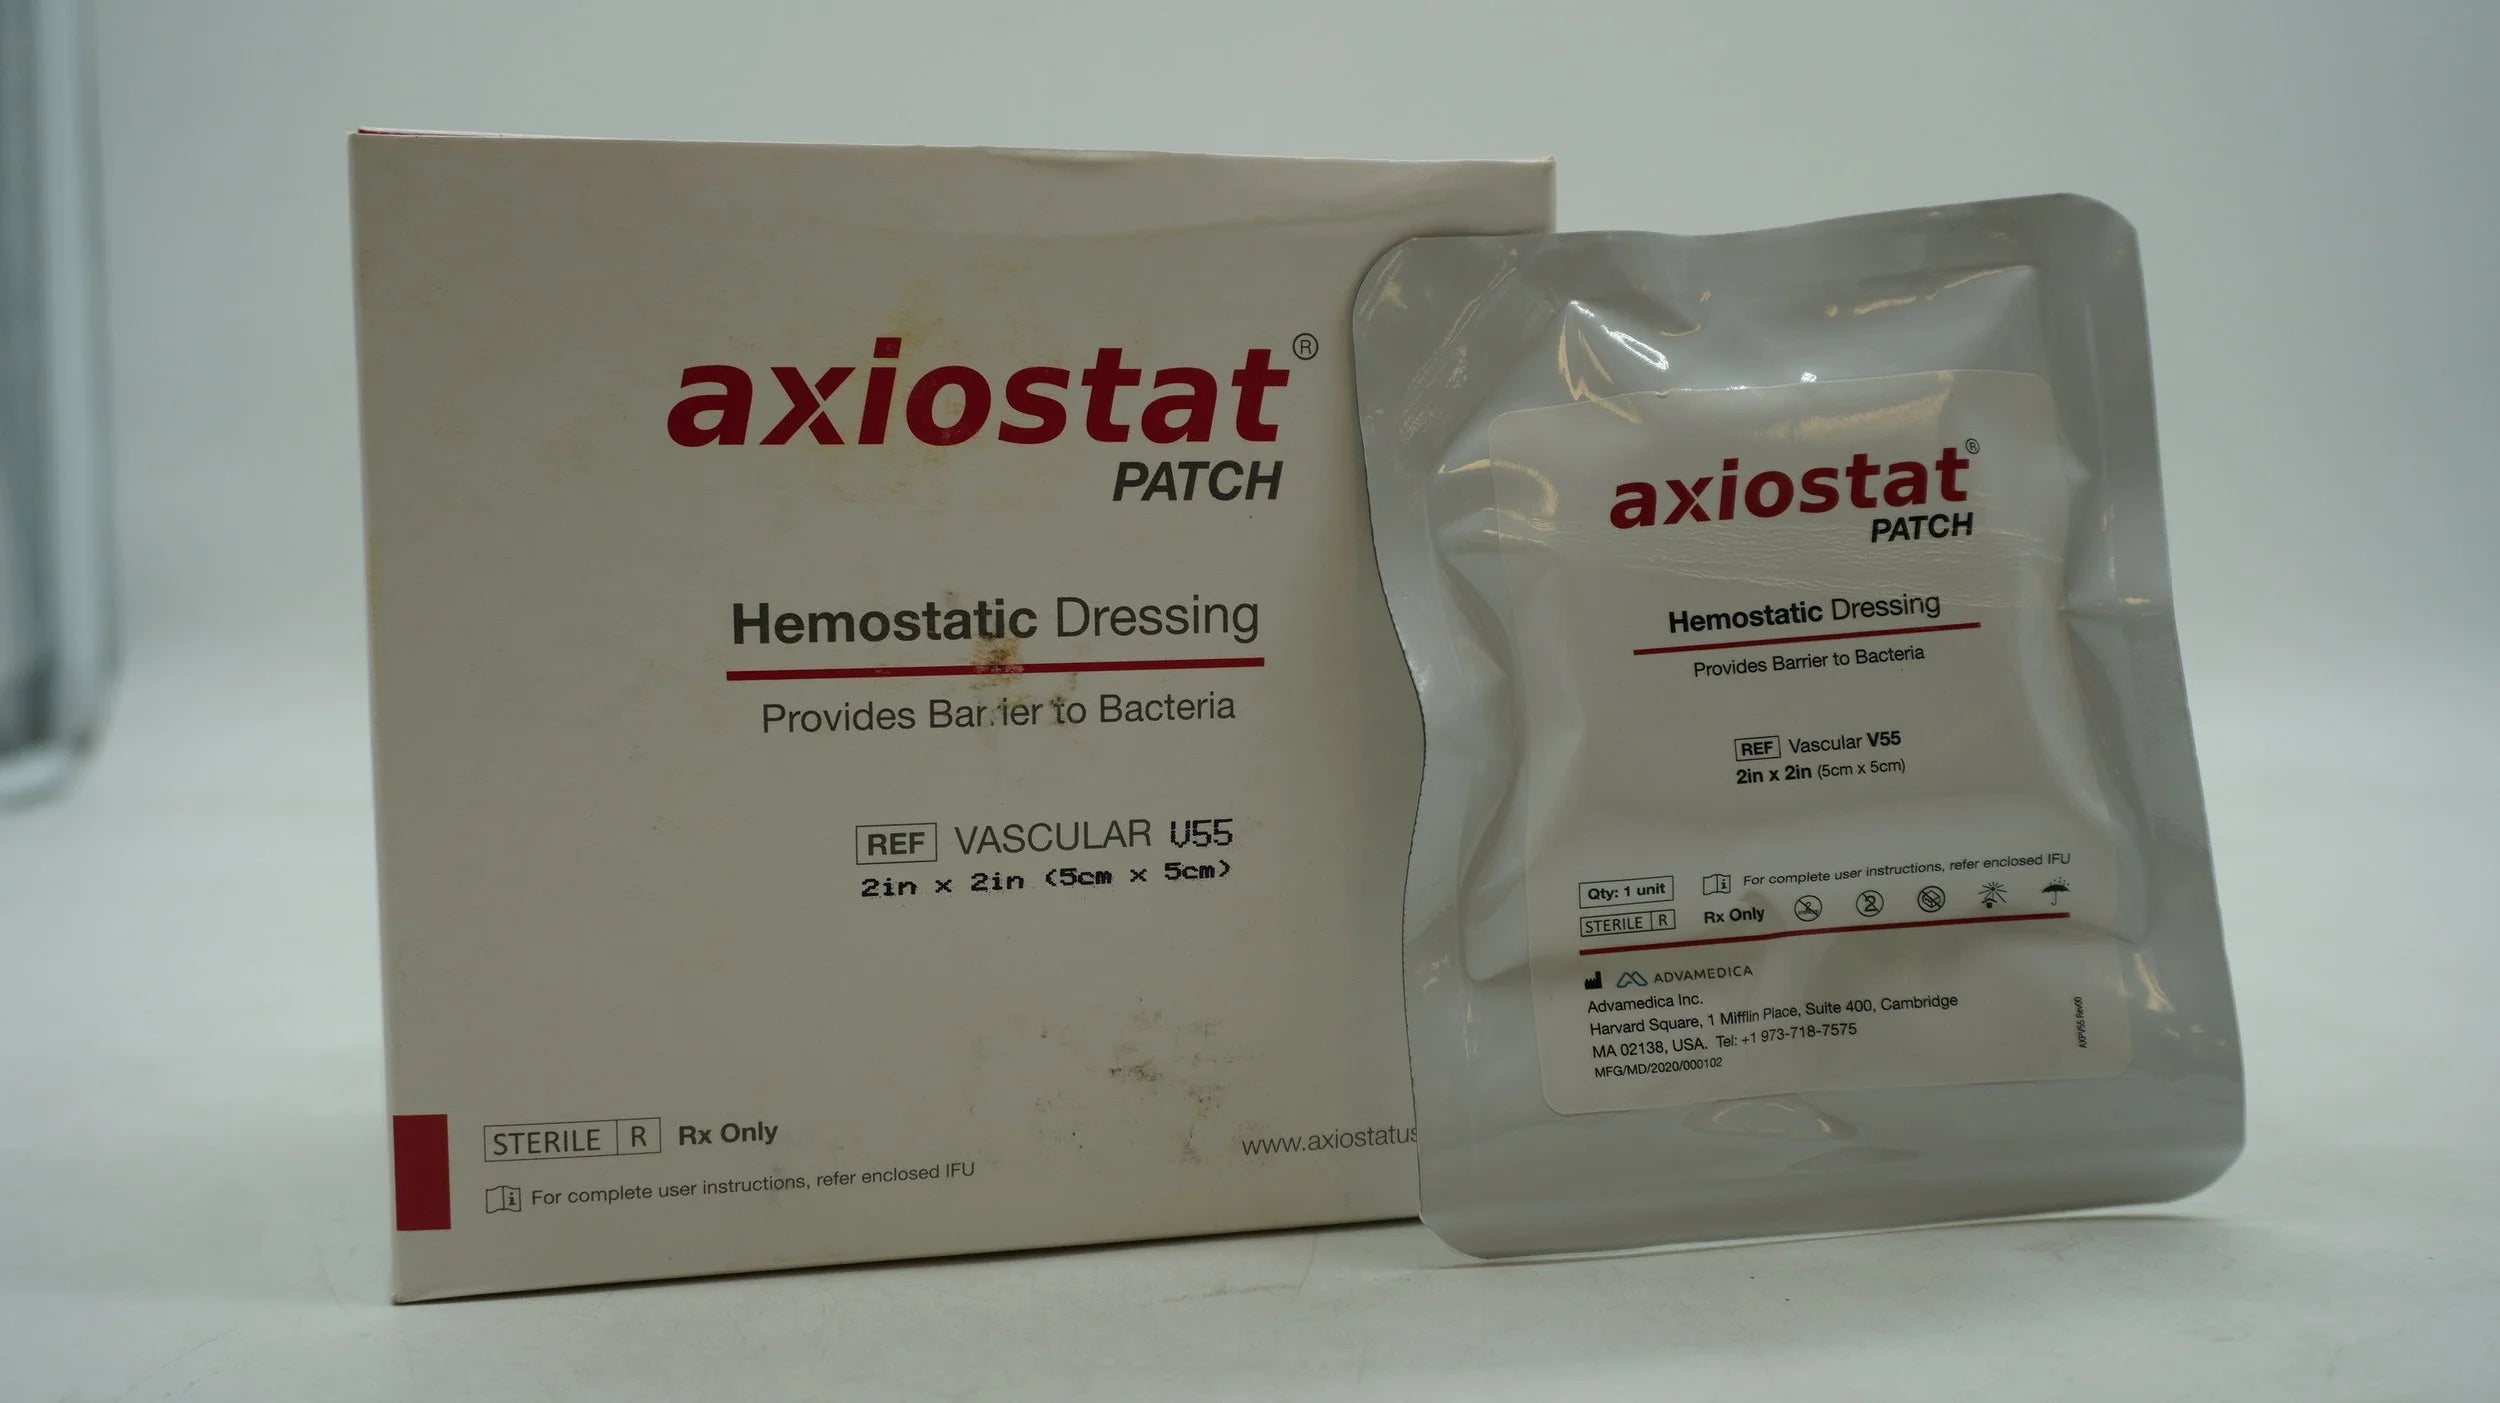 axiostat®
PATCH
Hemostatic Dressing
Provides Barrier to Bacteria
REF VASCULAR V55
2in x 2in (5cm x 5cm)
STERILE R Rx Only
www.axiostatus
For complete user instructions, refer enclosed IFU
axiostat®
PATCH
Hemostatic Dressing
Provides Barrier to Bacteria
REF Vascular V55
2in x 2in (5cm x 5cm)
Qty: 1 unit For complete user instructions, refer enclosed IFU
STERILE R Rx Only
ADVAMEDICA
Advamedica Inc.
Harvard Square, 1 Mifflin Place, Suite 400, Cambridge
MA 02138, USA. Tel: +1 973-718-7575
MFG/MD/2020/000102
AXP/V55 Rev00